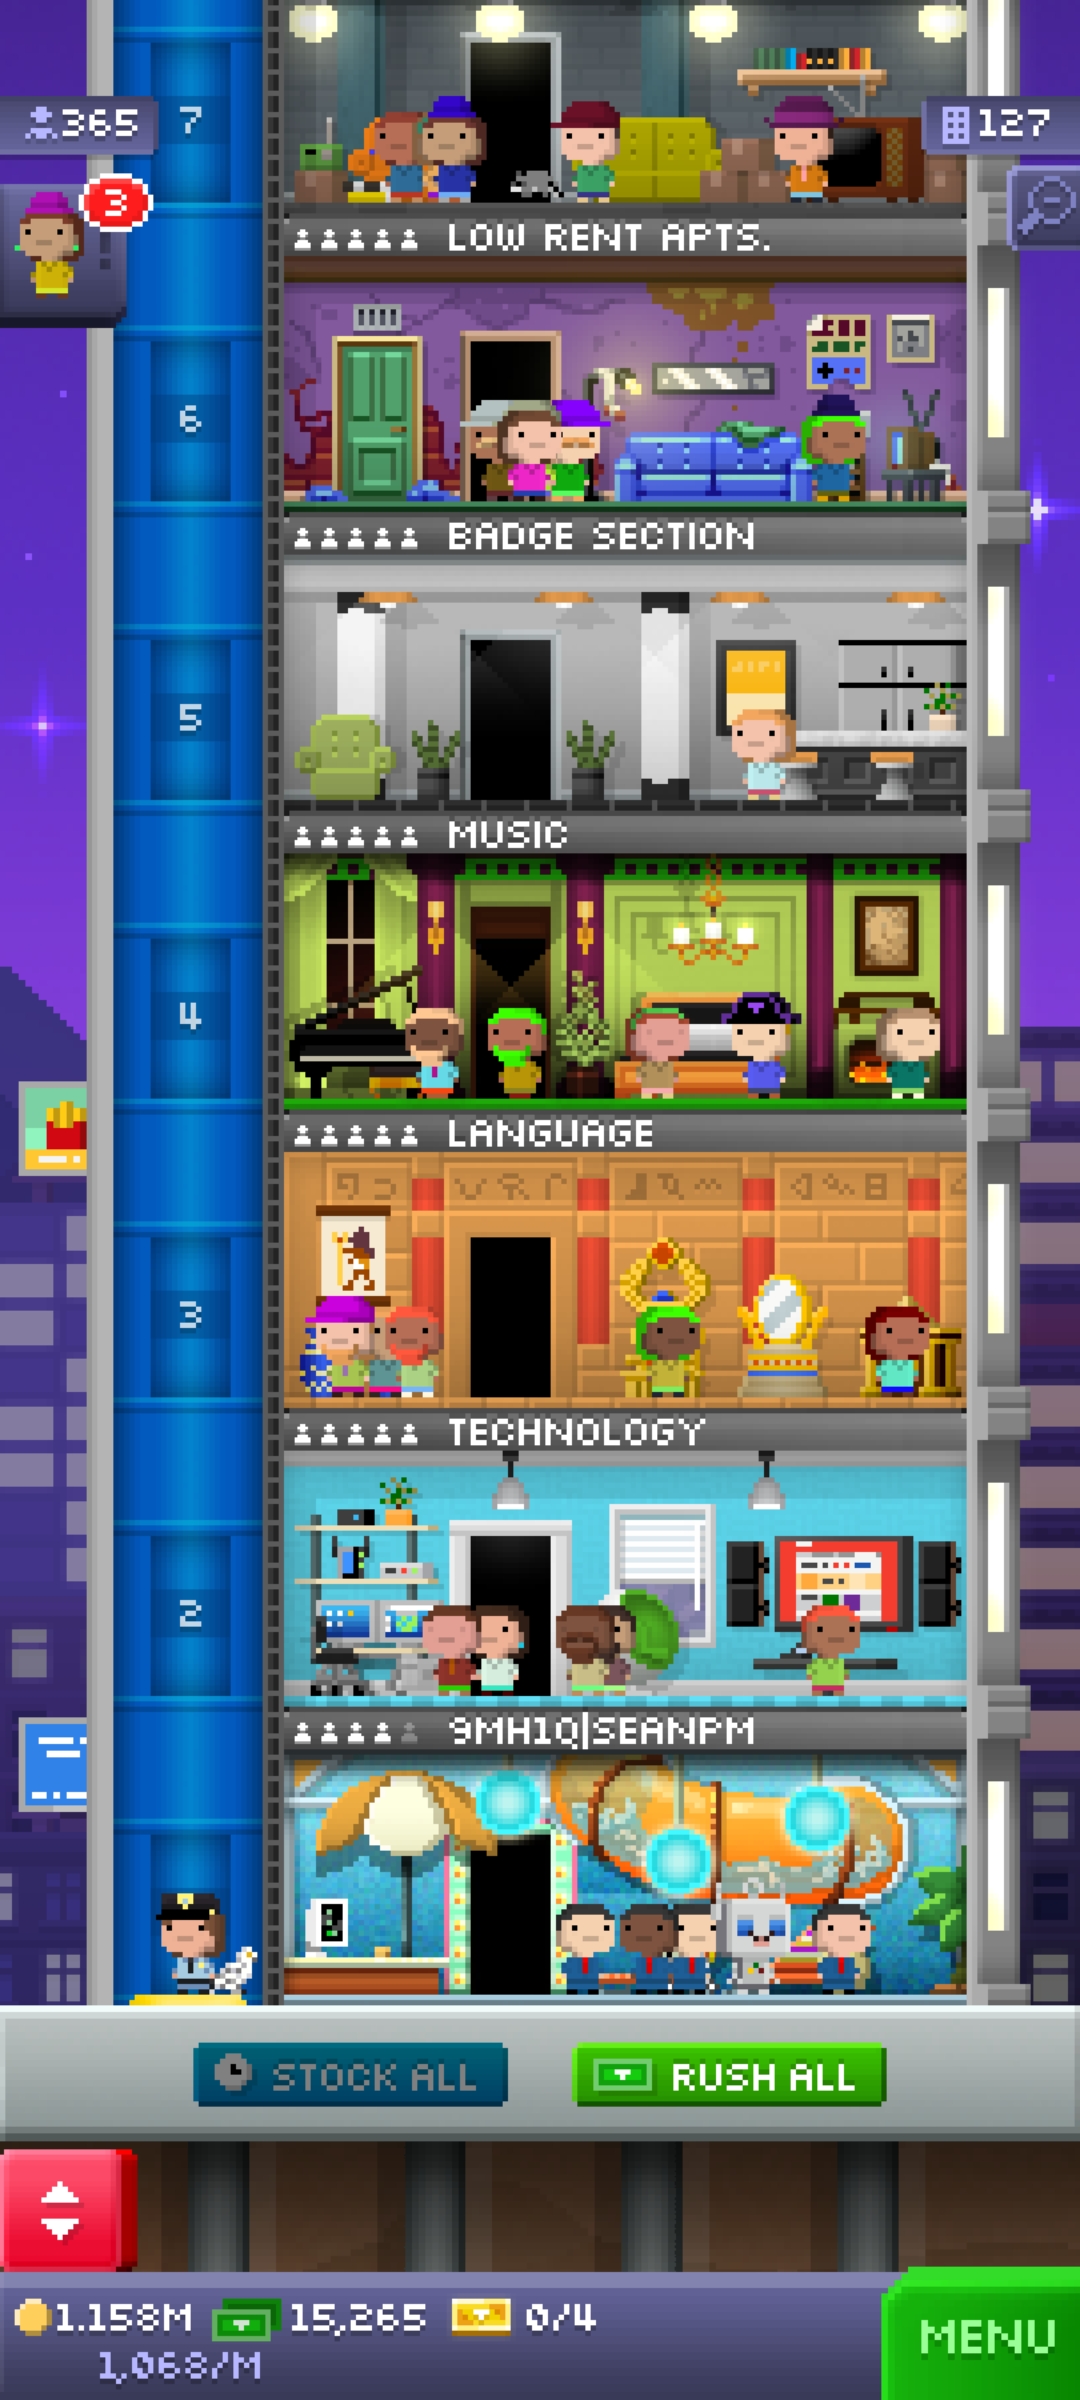 7
365
127
3
LOW RENT APTS.
6
BADGE SECTION
5
MUSIC
4
LANGUAGE
3
TECHNOLOGY
2
9MH1Q|SEANPM
STOCK ALL
RUSH ALL
1.158M 15,265 0/4
1,068/M
MENU